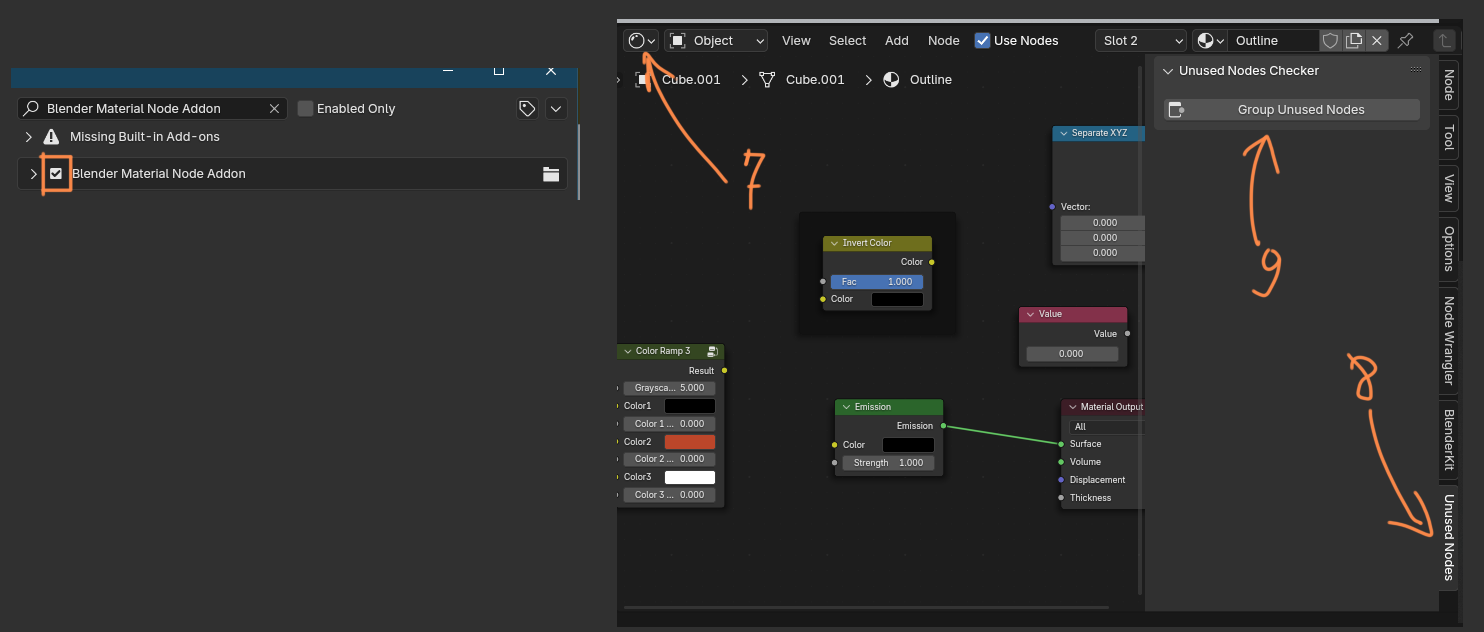 Blender Material Node Addon
Enabled Only
Missing Built-in Add-ons
Blender Material Node Addon
Object
View
Select
Add
Node
Use Nodes
Slot 2
Outline
Cube.001
Cube.001
Outline
7
Unused Nodes Checker
Group Unused Nodes
9
8
Node
Tool
View
Options
Node Wrangler
BlenderKit
Unused Nodes
Separate XYZ
Vector:
0.000
0.000
0.000
Invert Color
Color
Fac 1.000
Color
Value
Value
0.000
Color Ramp 3
Result
Graysca... 5.000
Color1
Color 1 ... 0.000
Color2
Color 2 ... 0.000
Color3
Color 3 ... 0.000
Emission
Emission
Color
Strength 1.000
Material Output
All
Surface
Volume
Displacement
Thickness